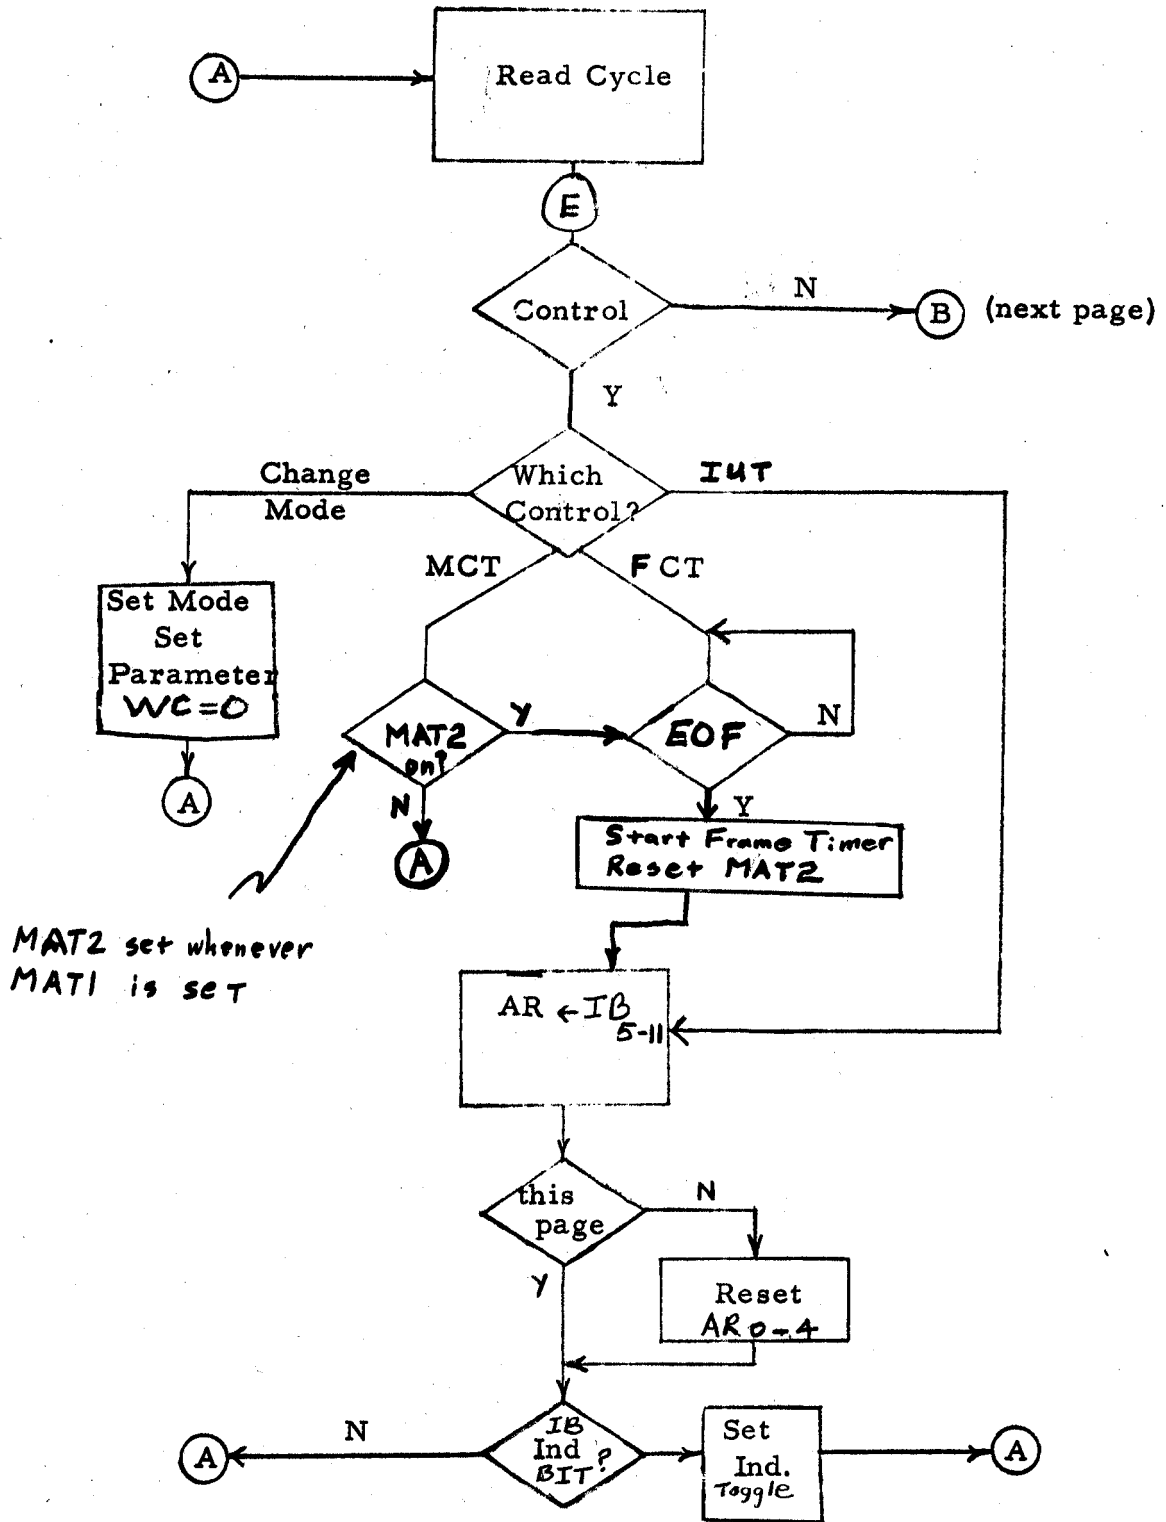 A
Read Cycle
E
Control
N
B
(next page)
Y
Change
Mode
Which
Control?
IUT
MCT
FCT
Set Mode
Set
Parameter
WC=0
A
MAT2
on?
Y
EOF
N
N
A
Y
Start Frame Timer
Reset MAT2
MAT2 set whenever
MAT1 is set
AR ← IB
5-11
this
page
N
Y
Reset
AR 0-4
IB
Ind
BIT?
N
A
Set
Ind.
Toggle
A